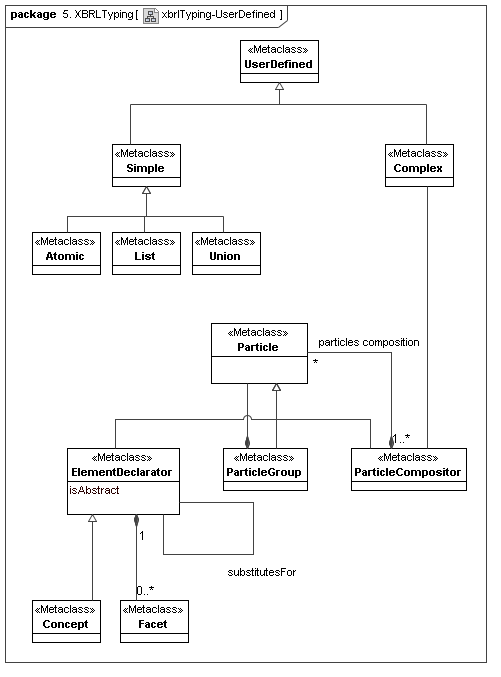 package 5. XBRLTyping[ xbrlTyping-UserDefined ]
«Metaclass»
UserDefined
«Metaclass»
Simple
«Metaclass»
Complex
«Metaclass»
Atomic
«Metaclass»
List
«Metaclass»
Union
«Metaclass»
Particle
particles composition
*
1..*
«Metaclass»
ElementDeclarator
isAbstract
«Metaclass»
ParticleGroup
«Metaclass»
ParticleCompositor
1
substitutesFor
0..*
«Metaclass»
Concept
«Metaclass»
Facet